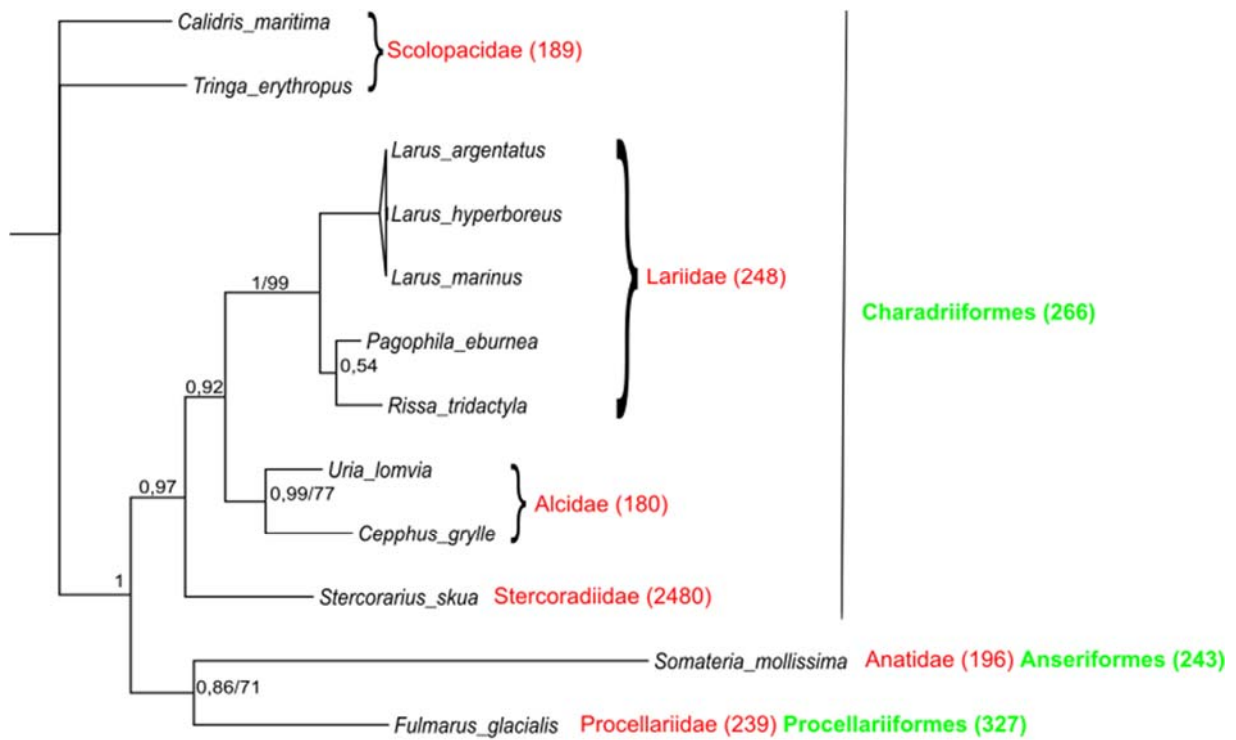 Calidris_maritima
Scolopacidae (189)
Tringa_erythropus
Larus_argentatus
Larus_hyperboreus
1/99
Larus_marinus
Lariidae (248)
Charadriiformes (266)
Pagophila_eburnea
0,54
0,92
Rissa_tridactyla
Uria_lomvia
0,97
0,99/77
Alcidae (180)
Cepphus_grylle
1
Stercorarius_skua Stercoradiidae (2480)
Somateria_mollissima Anatidae (196) Anseriformes (243)
0,86/71
Fulmarus_glacialis Procellariidae (239) Procellariiformes (327)